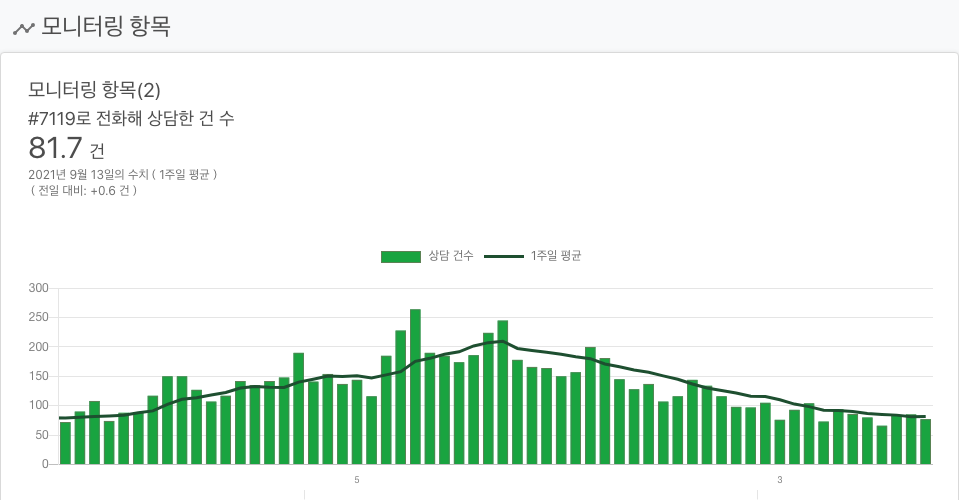 모니터링 항목
모니터링 항목(2)
#7119로 전화해 상담한 건 수
81.7 건
2021년 9월 13일의 수치 ( 1주일 평균 )
( 전일 대비: +0.6 건 )
상담 건수 1주일 평균
300
250
200
150
100
50
0
5 3